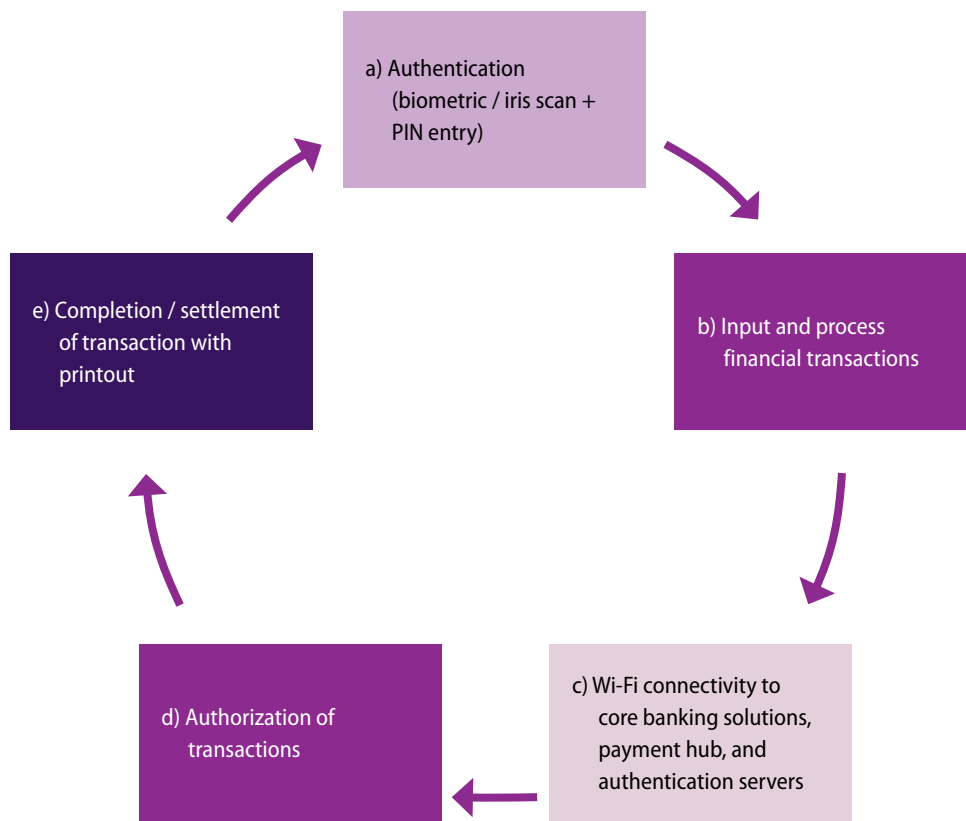 a) Authentication
(biometric / iris scan +
PIN entry)
b) Input and process
financial transactions
c) Wi-Fi connectivity to
core banking solutions,
payment hub, and
authentication servers
d) Authorization of
transactions
e) Completion / settlement
of transaction with
printout